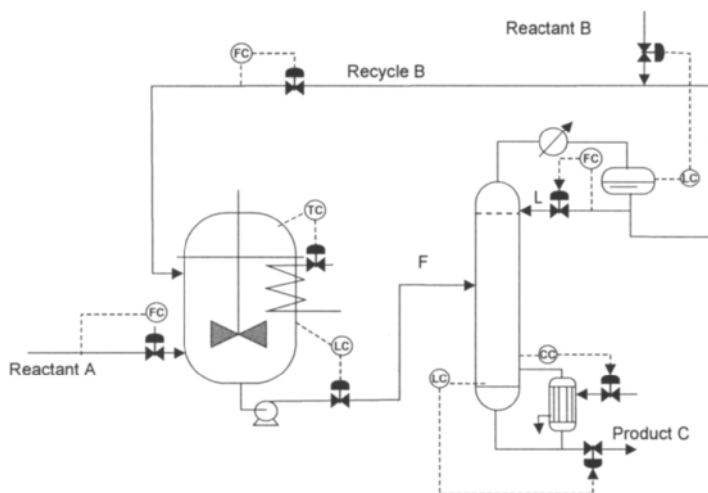 Reactant B
FC
Recycle B
FC
LC
TC
L
F
FC
LC
LC
CC
Reactant A
Product C